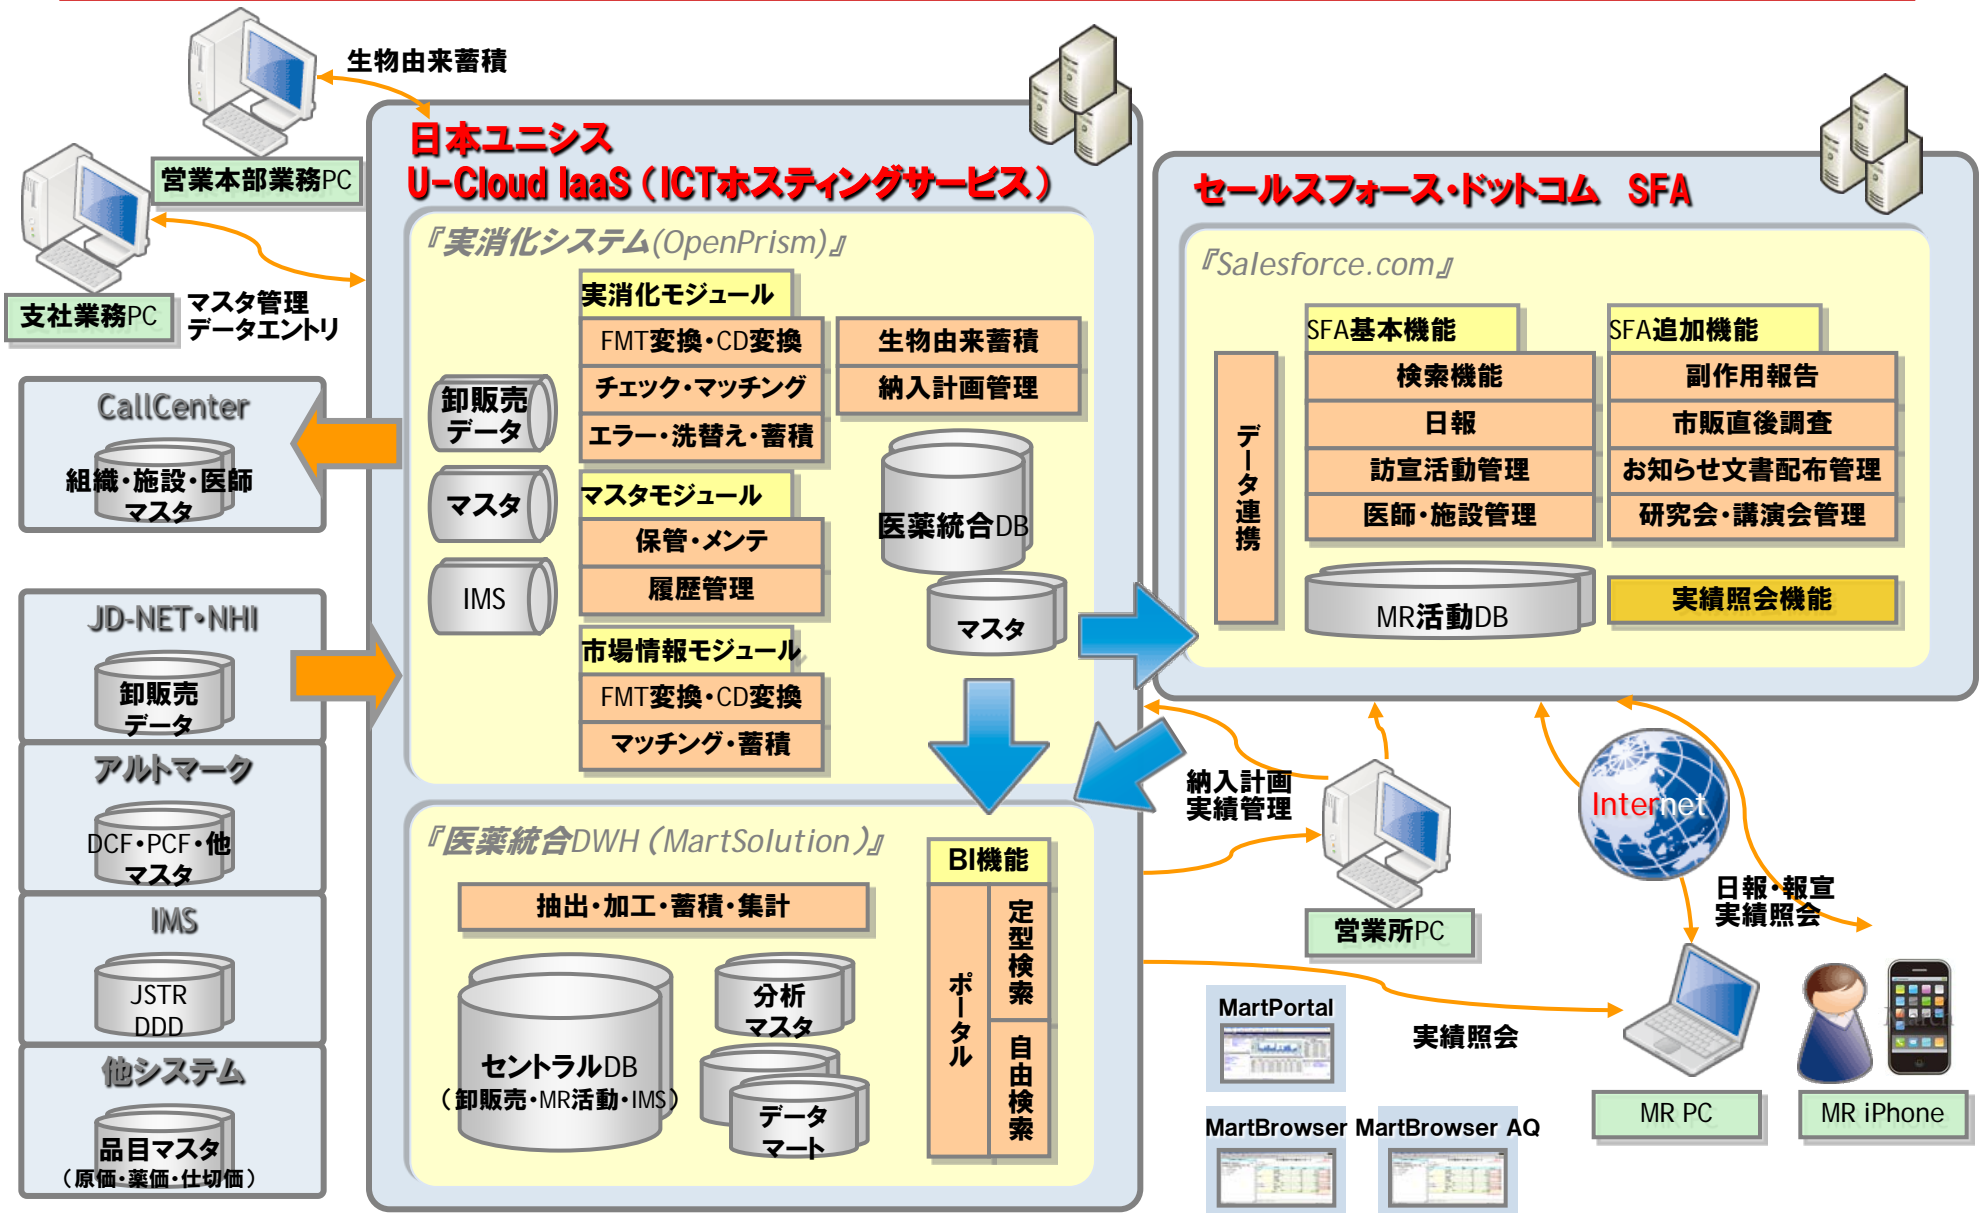 生物由来蓄積
営業本部業務PC
支社業務PC
マスタ管理
データエントリ
CallCenter
組織・施設・医師
マスタ
JD-NET・NHI
卸販売
データ
アルトマーク
DCF・PCF・他
マスタ
IMS
JSTR
DDD
他システム
品目マスタ
（原価・薬価・仕切価）
日本ユニシス
U-Cloud IaaS（ICTホスティングサービス）
『実消化システム(OpenPrism)』
卸販売
データ
マスタ
IMS
実消化モジュール
FMT変換・CD変換
チェック・マッチング
エラー・洗替え・蓄積
マスタモジュール
保管・メンテ
履歴管理
市場情報モジュール
FMT変換・CD変換
マッチング・蓄積
生物由来蓄積
納入計画管理
医薬統合DB
マスタ
『医薬統合DWH（MartSolution）』
抽出・加工・蓄積・集計
セントラルDB
（卸販売・MR活動・IMS）
分析
マスタ
データ
マート
BI機能
ポータル
定型検索
自由検索
セールスフォース・ドットコム SFA
『Salesforce.com』
データ連携
SFA基本機能
検索機能
日報
訪宣活動管理
医師・施設管理
SFA追加機能
副作用報告
市販直後調査
お知らせ文書配布管理
研究会・講演会管理
MR活動DB
実績照会機能
納入計画
実績管理
営業所PC
Internet
日報・報宣
実績照会
実績照会
MartPortal
MartBrowser
MartBrowser AQ
MR PC
March
MR iPhone